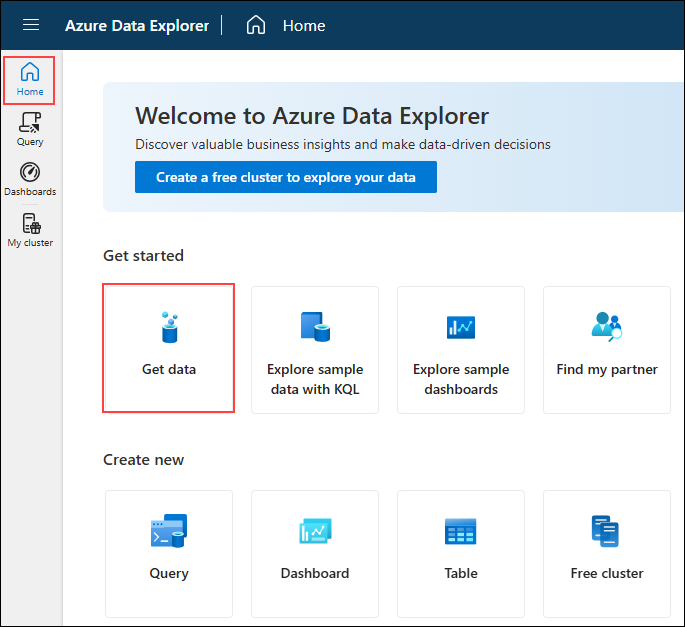 Azure Data Explorer
Home
Home
Query
Dashboards
My cluster
Welcome to Azure Data Explorer
Discover valuable business insights and make data-driven decisions
Create a free cluster to explore your data
Get started
Get data
Explore sample
data with KQL
Explore sample
dashboards
Find my partner
Create new
Query
Dashboard
Table
Free cluster